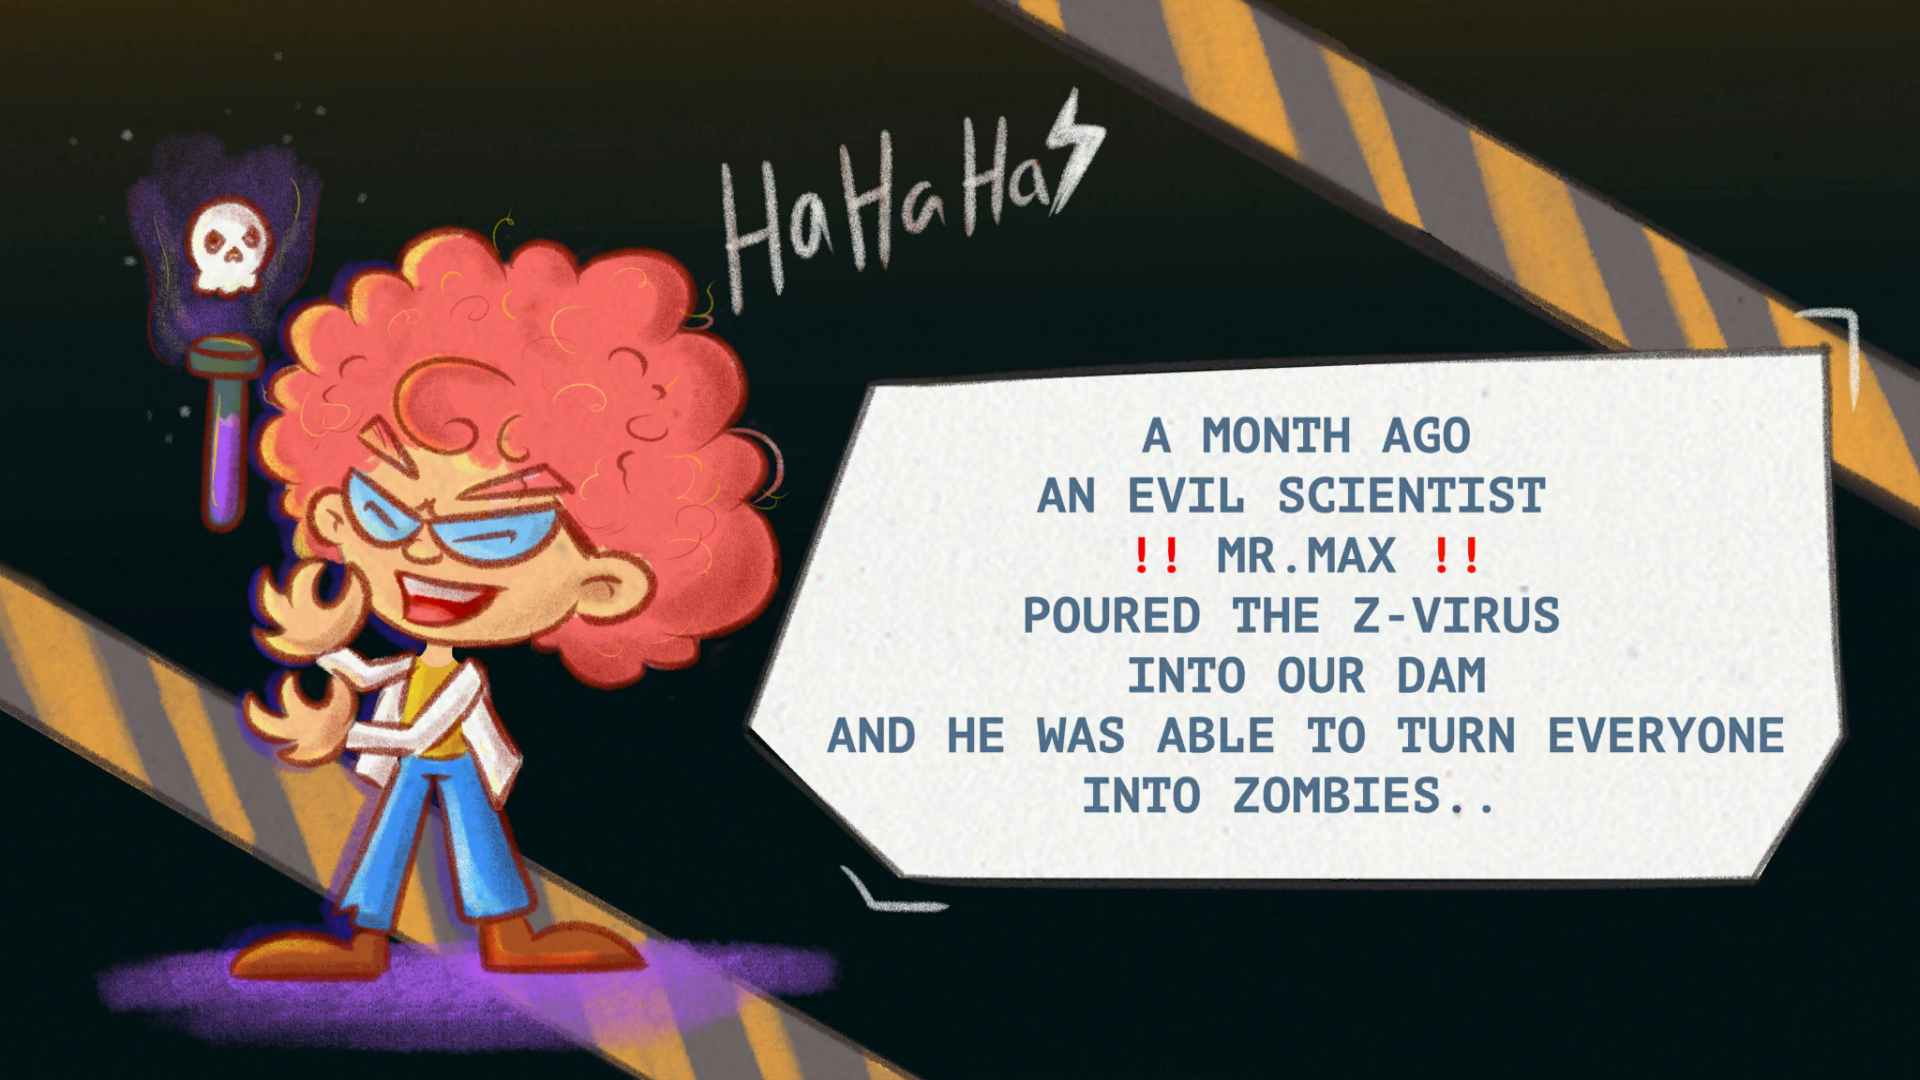 HaHaHa
A MONTH AGO
AN EVIL SCIENTIST
!! MR.MAX !!
POURED THE Z-VIRUS
INTO OUR DAM
AND HE WAS ABLE TO TURN EVERYONE
INTO ZOMBIES..